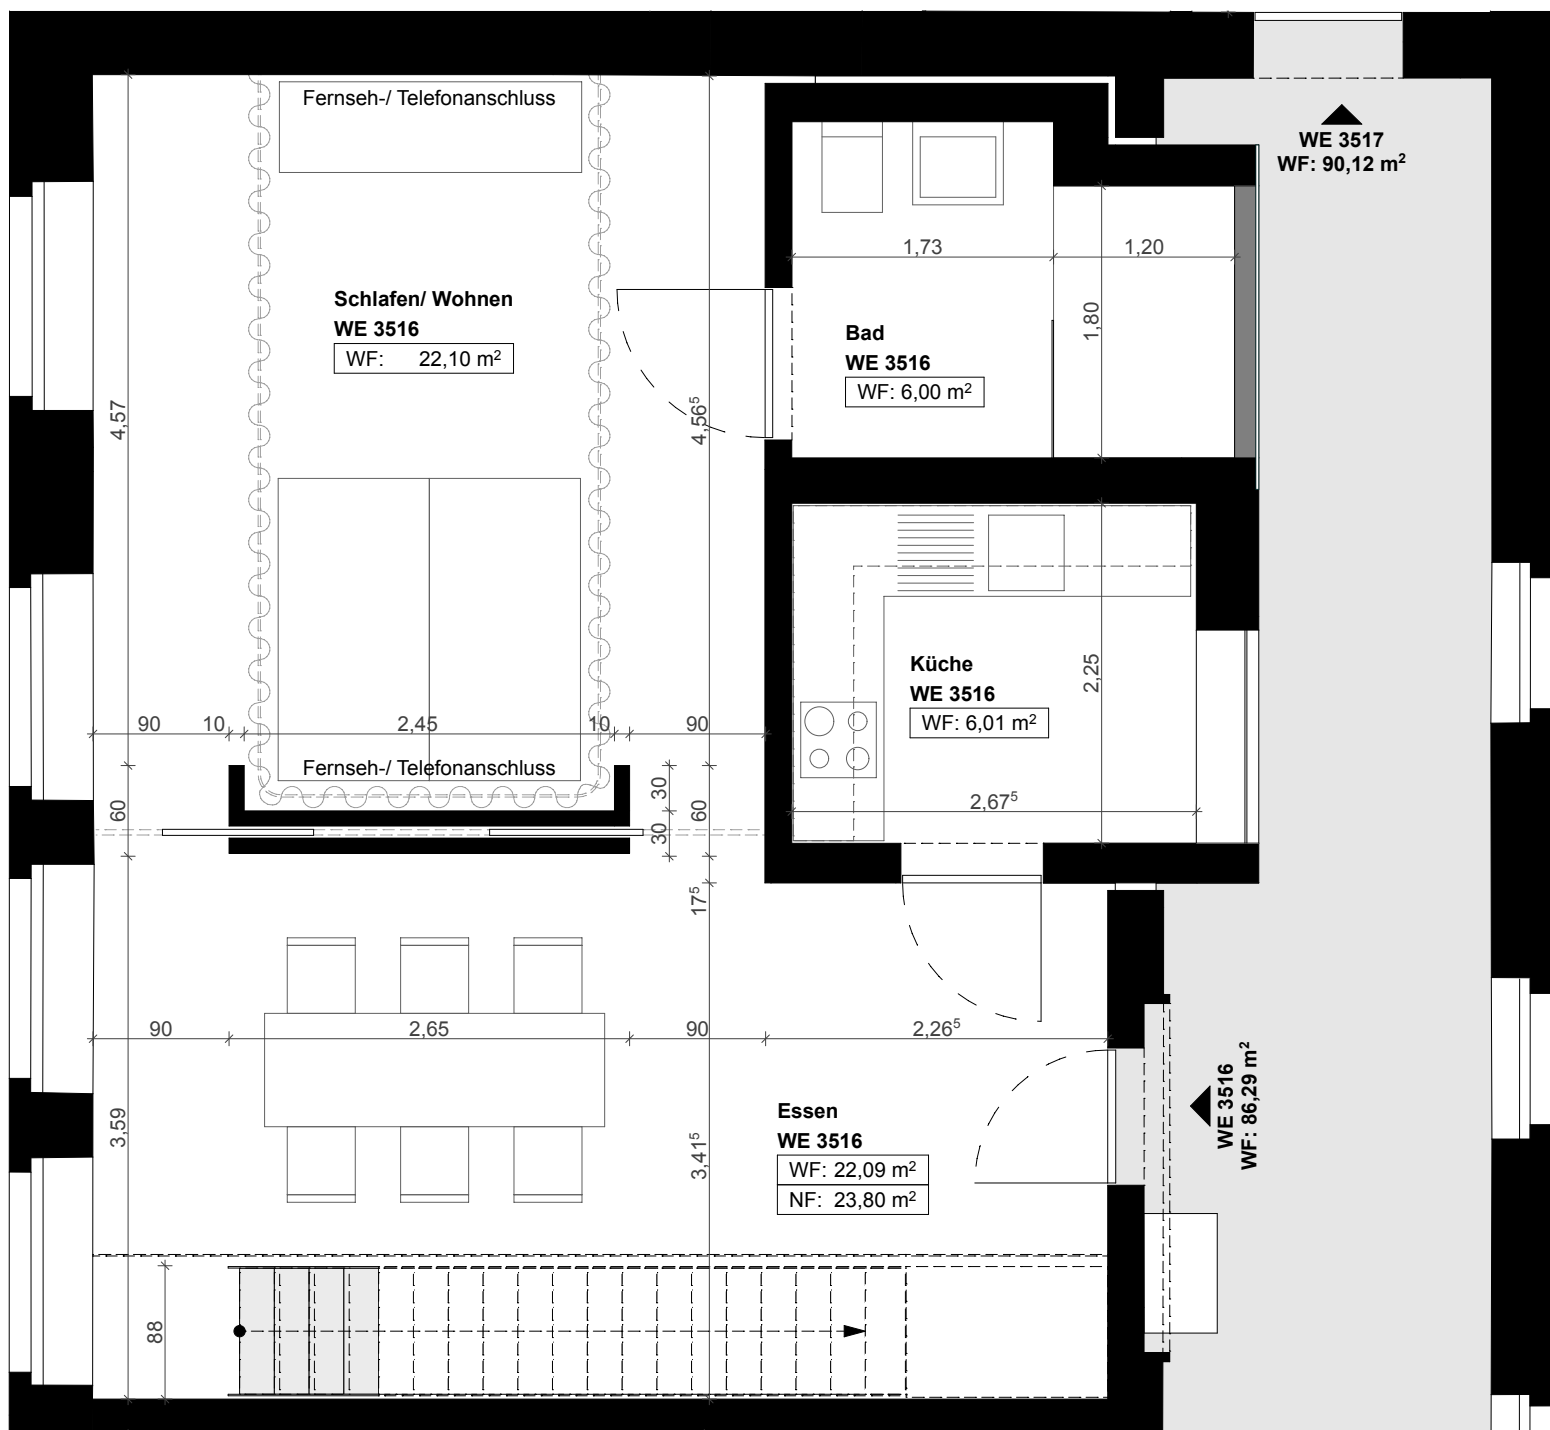 Fernseh-/ Telefonanschluss
WE 3517
WF: 90,12 m²
1,73
1,20
1,80
Schlafen/ Wohnen
WE 3516
WF: 22,10 m²
Bad
WE 3516
WF: 6,00 m²
4,57
4,56⁵
Küche
WE 3516
WF: 6,01 m²
2,25
90
10
2,45
10
90
Fernseh-/ Telefonanschluss
60
30
30
60
2,67⁵
17⁵
90
2,65
90
2,26⁵
WE 3516
WF: 86,29 m²
3,59
3,41⁵
Essen
WE 3516
WF: 22,09 m²
NF: 23,80 m²
88